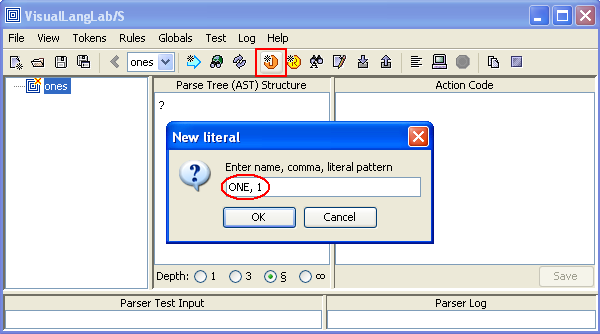 VisualLangLab/S
File View Tokens Rules Globals Test Log Help
ones
ones
Parse Tree (AST) Structure
Action Code
?
New literal
Enter name, comma, literal pattern
ONE, 1
OK Cancel
Depth: 1 3 § ∞
Save
Parser Test Input
Parser Log